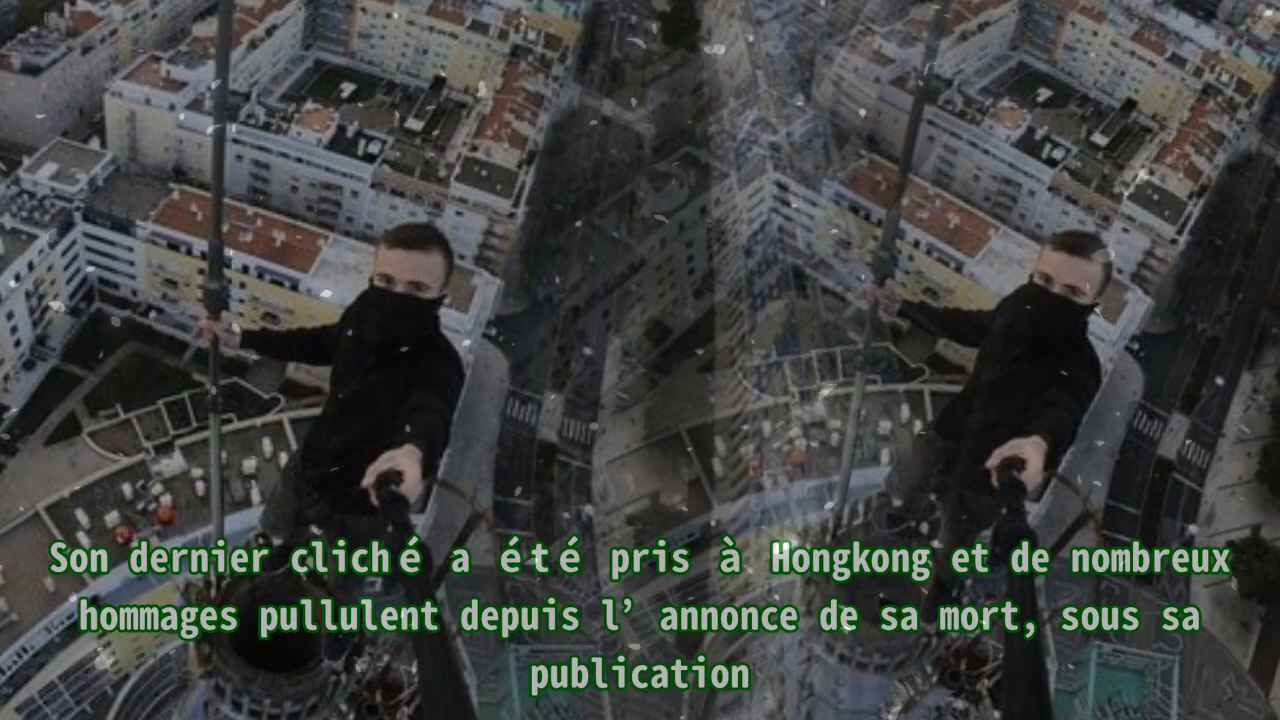 Son dernier cliché a été pris à Hongkong et de nombreux
hommages pullulent depuis l’ annonce de sa mort, sous sa
publication